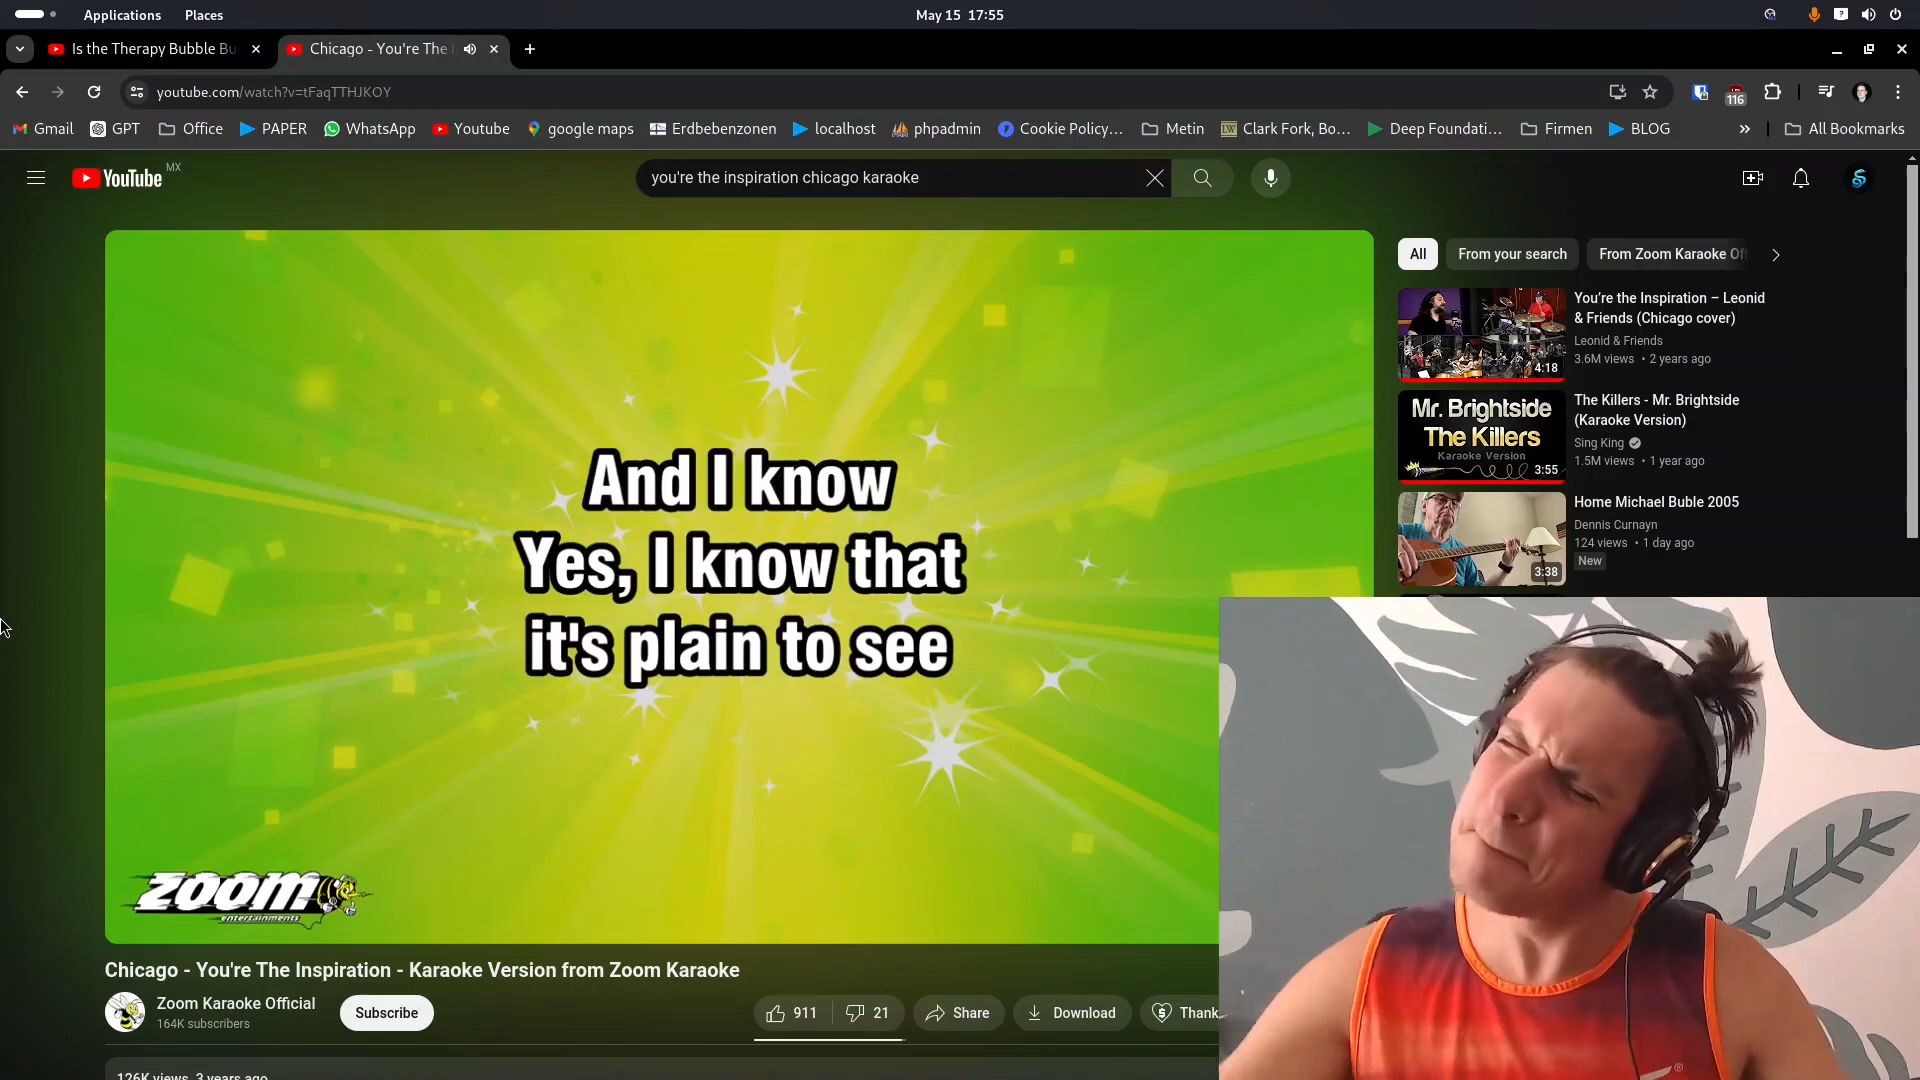 Applications Places May 15 17:55
Is the Therapy Bubble Bu
Chicago - You're The I
youtube.com/watch?v=tFaqTTHJKOY
116
Gmail GPT Office PAPER WhatsApp Youtube google maps Erdbebenzonen localhost phpadmin Cookie Policy... Metin Clark Fork, Bo... Deep Foundati... Firmen BLOG » All Bookmarks
YouTube MX
you're the inspiration chicago karaoke
All From your search From Zoom Karaoke Of
And I know
Yes, I know that
it's plain to see
ZOOM
entertainments
You're the Inspiration – Leonid
& Friends (Chicago cover)
Leonid & Friends
3.6M views • 2 years ago
4:18
Mr. Brightside
The Killers
Karaoke Version
3:55
The Killers - Mr. Brightside
(Karaoke Version)
Sing King
1.5M views • 1 year ago
3:38
Home Michael Buble 2005
Dennis Curnayn
124 views • 1 day ago
New
Chicago - You're The Inspiration - Karaoke Version from Zoom Karaoke
Zoom Karaoke Official
164K subscribers
Subscribe
911 21 Share Download Thank
126K views 3 years ago